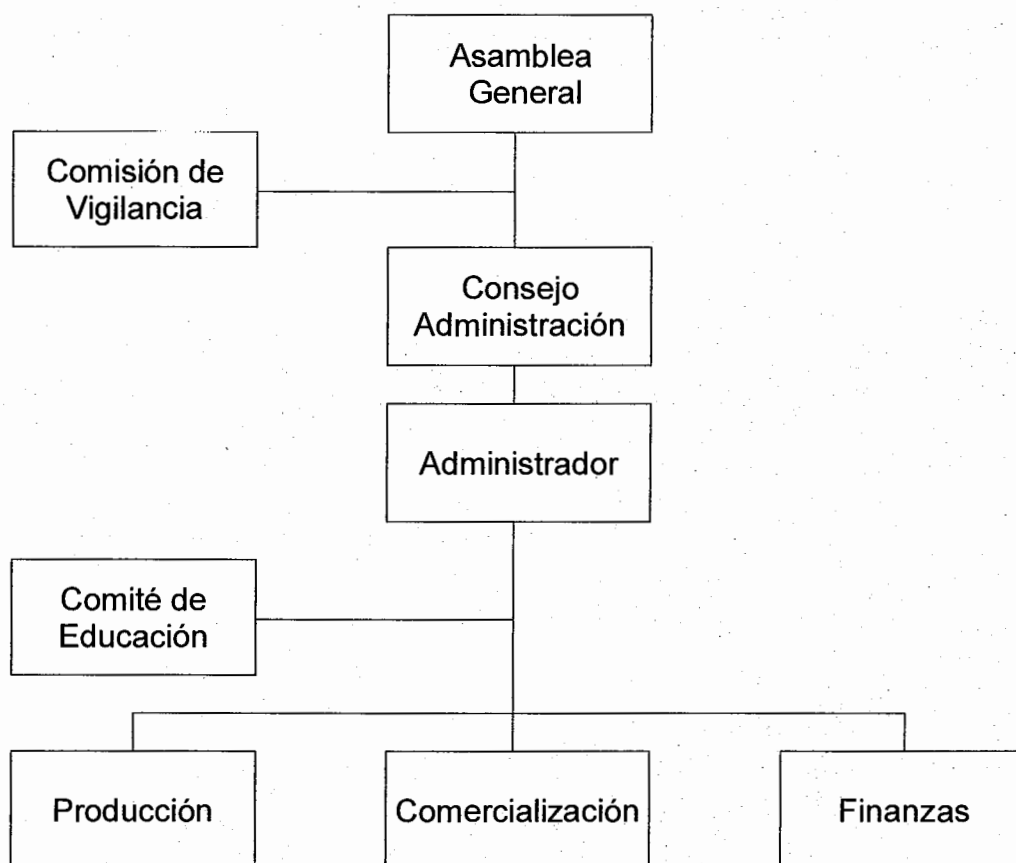 Asamblea
General
Comisión de
Vigilancia
Consejo
Administración
Administrador
Comité de
Educación
Producción
Comercialización
Finanzas